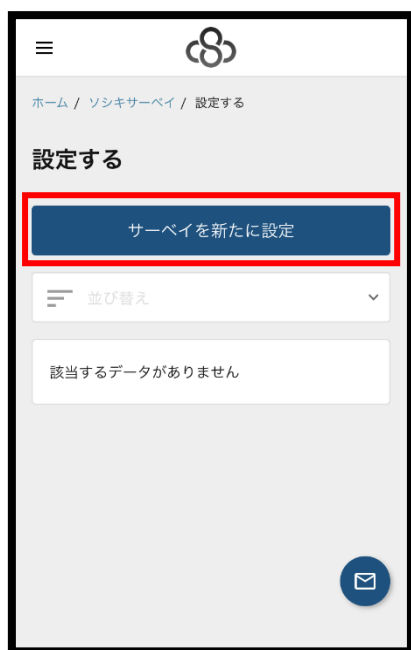 ホーム / ソシキサーベイ / 設定する
設定する
サーベイを新たに設定
並び替え
該当するデータがありません